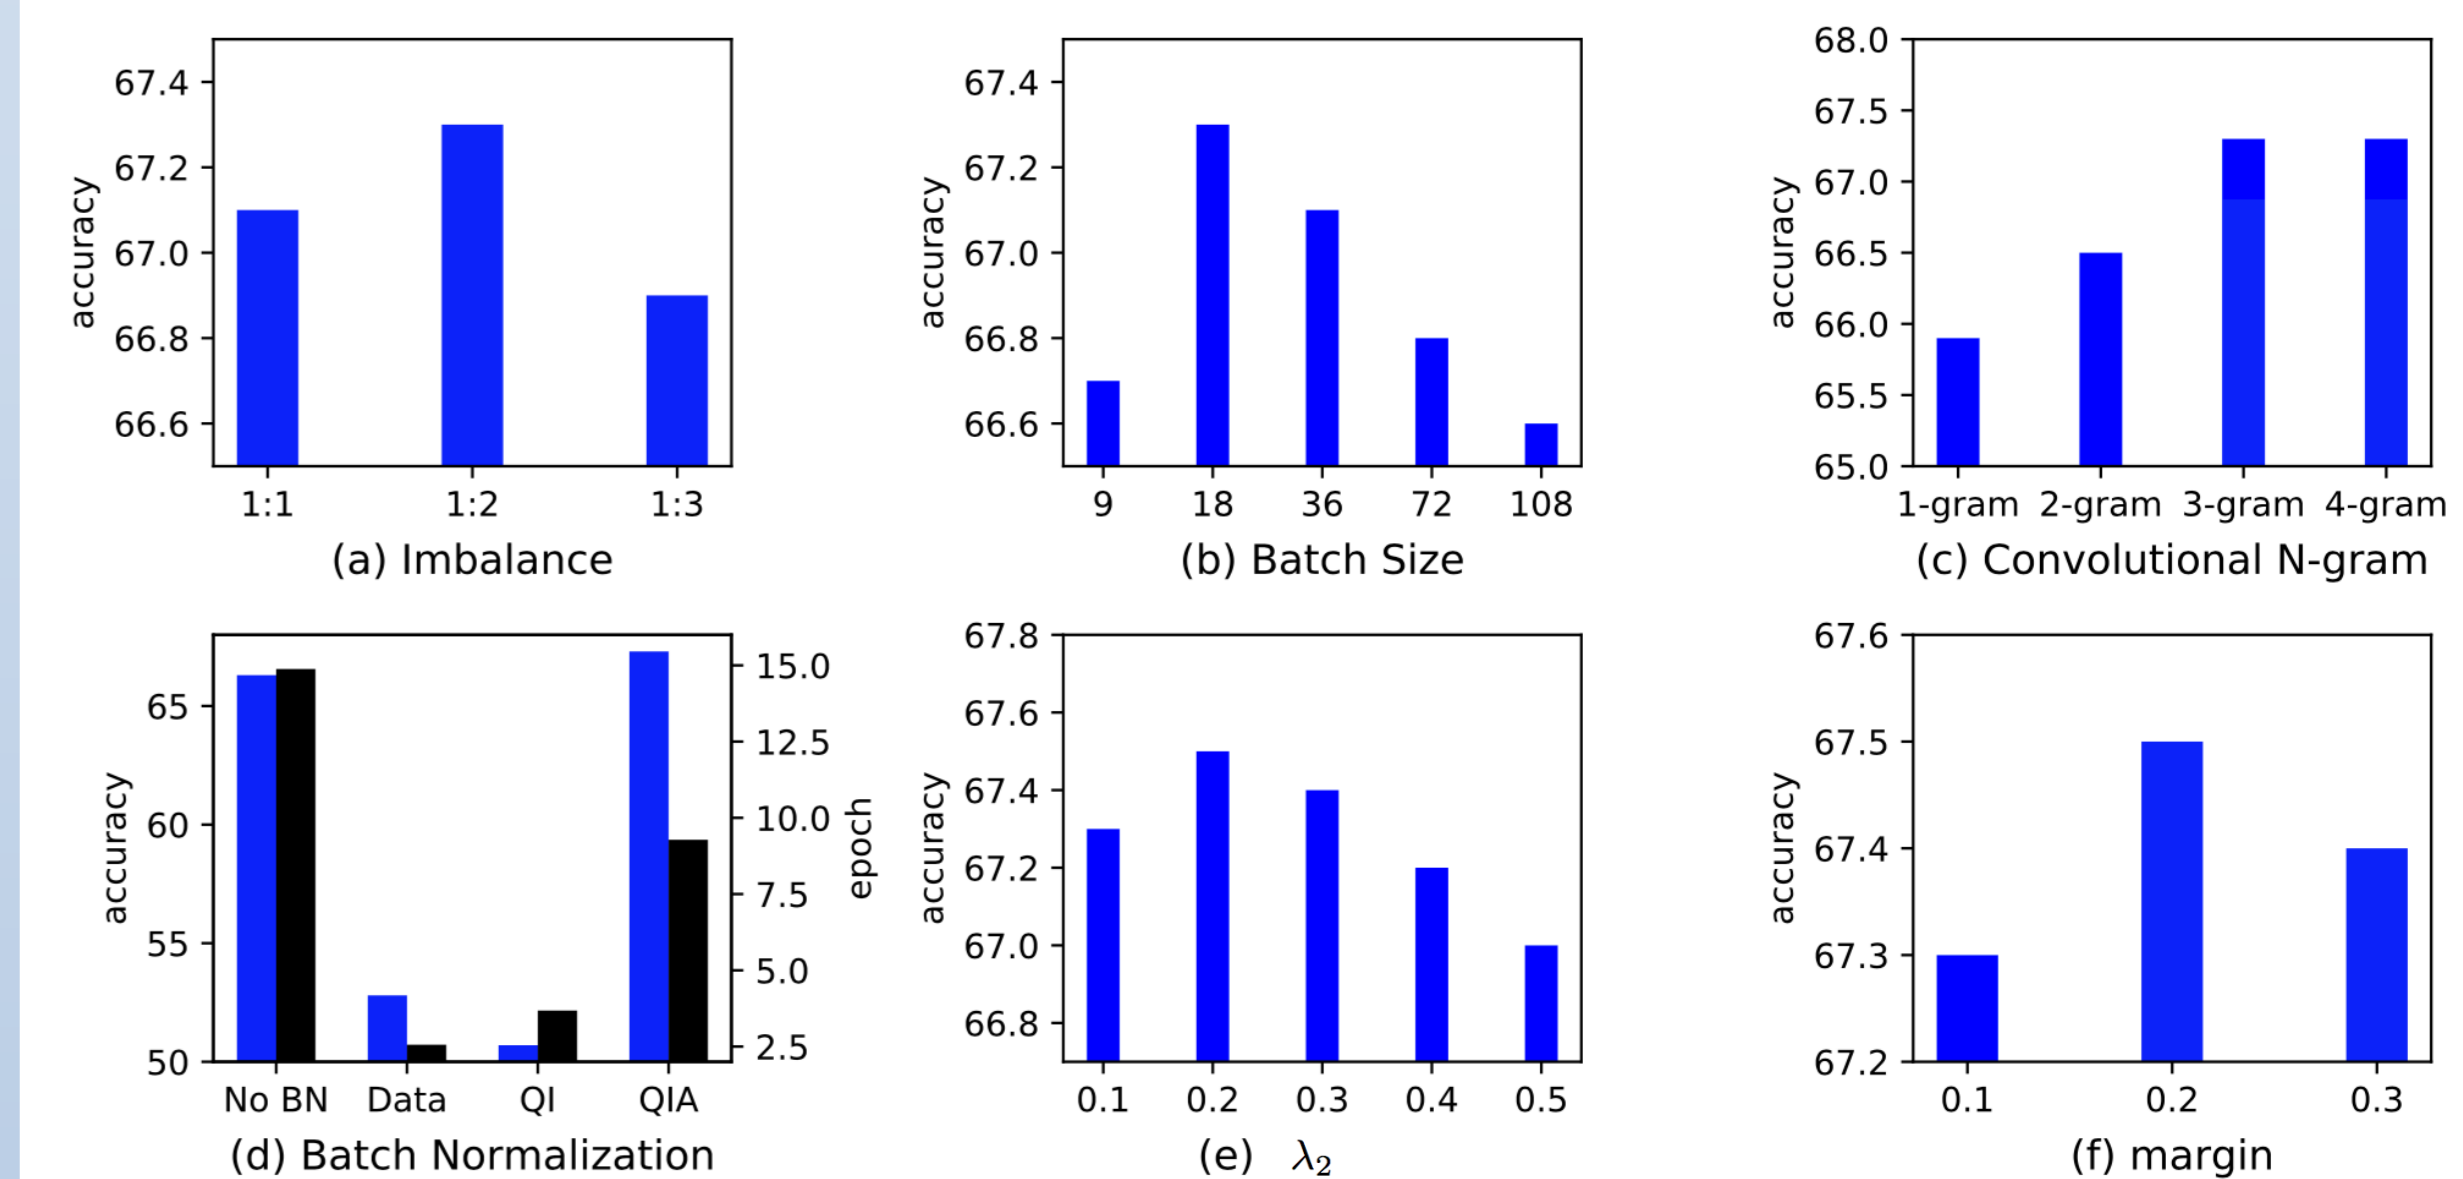 67.4
67.2
67.0
66.8
66.6
accuracy
1:1 1:2 1:3
(a) Imbalance
67.4
67.2
67.0
66.8
66.6
accuracy
9 18 36 72 108
(b) Batch Size
68.0
67.5
67.0
66.5
66.0
65.5
65.0
accuracy
1-gram 2-gram 3-gram 4-gram
(c) Convolutional N-gram
65
60
55
50
accuracy
15.0
12.5
10.0
7.5
5.0
2.5
epoch
No BN Data QI QIA
(d) Batch Normalization
67.8
67.6
67.4
67.2
67.0
66.8
accuracy
0.1 0.2 0.3 0.4 0.5
(e) λ₂
67.6
67.5
67.4
67.3
67.2
accuracy
0.1 0.2 0.3
(f) margin